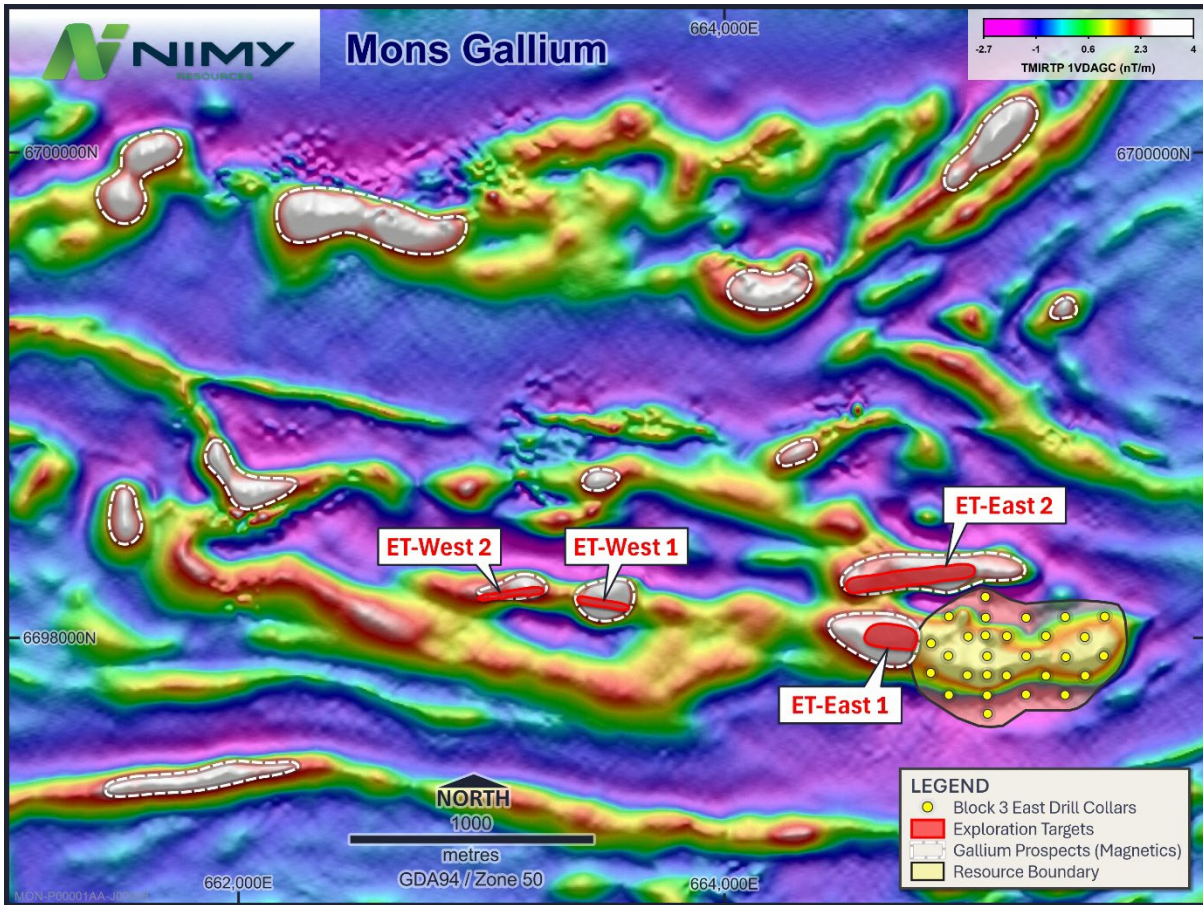 NIMY
RESOURCES
Mons Gallium
664,000E
-2.7 -1 0.6 2.3 4
TMIRTP 1VDAGC (nT/m)
6700000N
6700000N
ET-East 2
ET-West 2
ET-West 1
6698000N
6698000N
ET-East 1
NORTH
1000
metres
GDA94 / Zone 50
662,000E
664,000E
LEGEND
Block 3 East Drill Collars
Exploration Targets
Gallium Prospects (Magnetics)
Resource Boundary